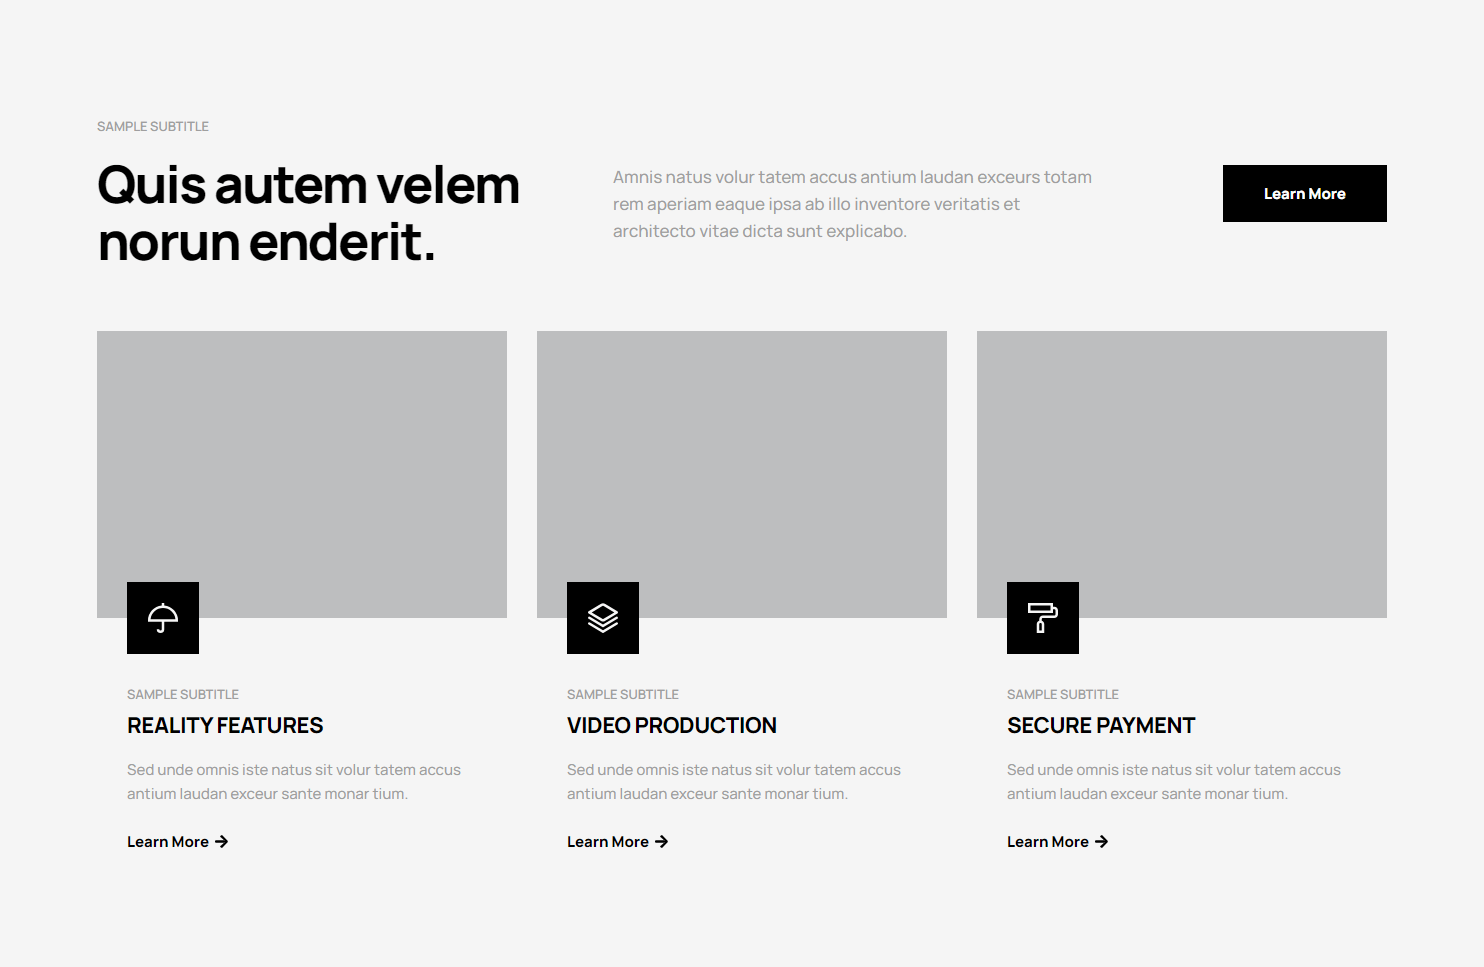 SAMPLE SUBTITLE
Quis autem velem
norun enderit.
Amnis natus volur tatem accus antium laudan exceurs totam
rem aperiam eaque ipsa ab illo inventore veritatis et
architecto vitae dicta sunt explicabo.
Learn More
SAMPLE SUBTITLE
REALITY FEATURES
Sed unde omnis iste natus sit volur tatem accus
antium laudan exceur sante monar tium.
Learn More
SAMPLE SUBTITLE
VIDEO PRODUCTION
Sed unde omnis iste natus sit volur tatem accus
antium laudan exceur sante monar tium.
Learn More
SAMPLE SUBTITLE
SECURE PAYMENT
Sed unde omnis iste natus sit volur tatem accus
antium laudan exceur sante monar tium.
Learn More